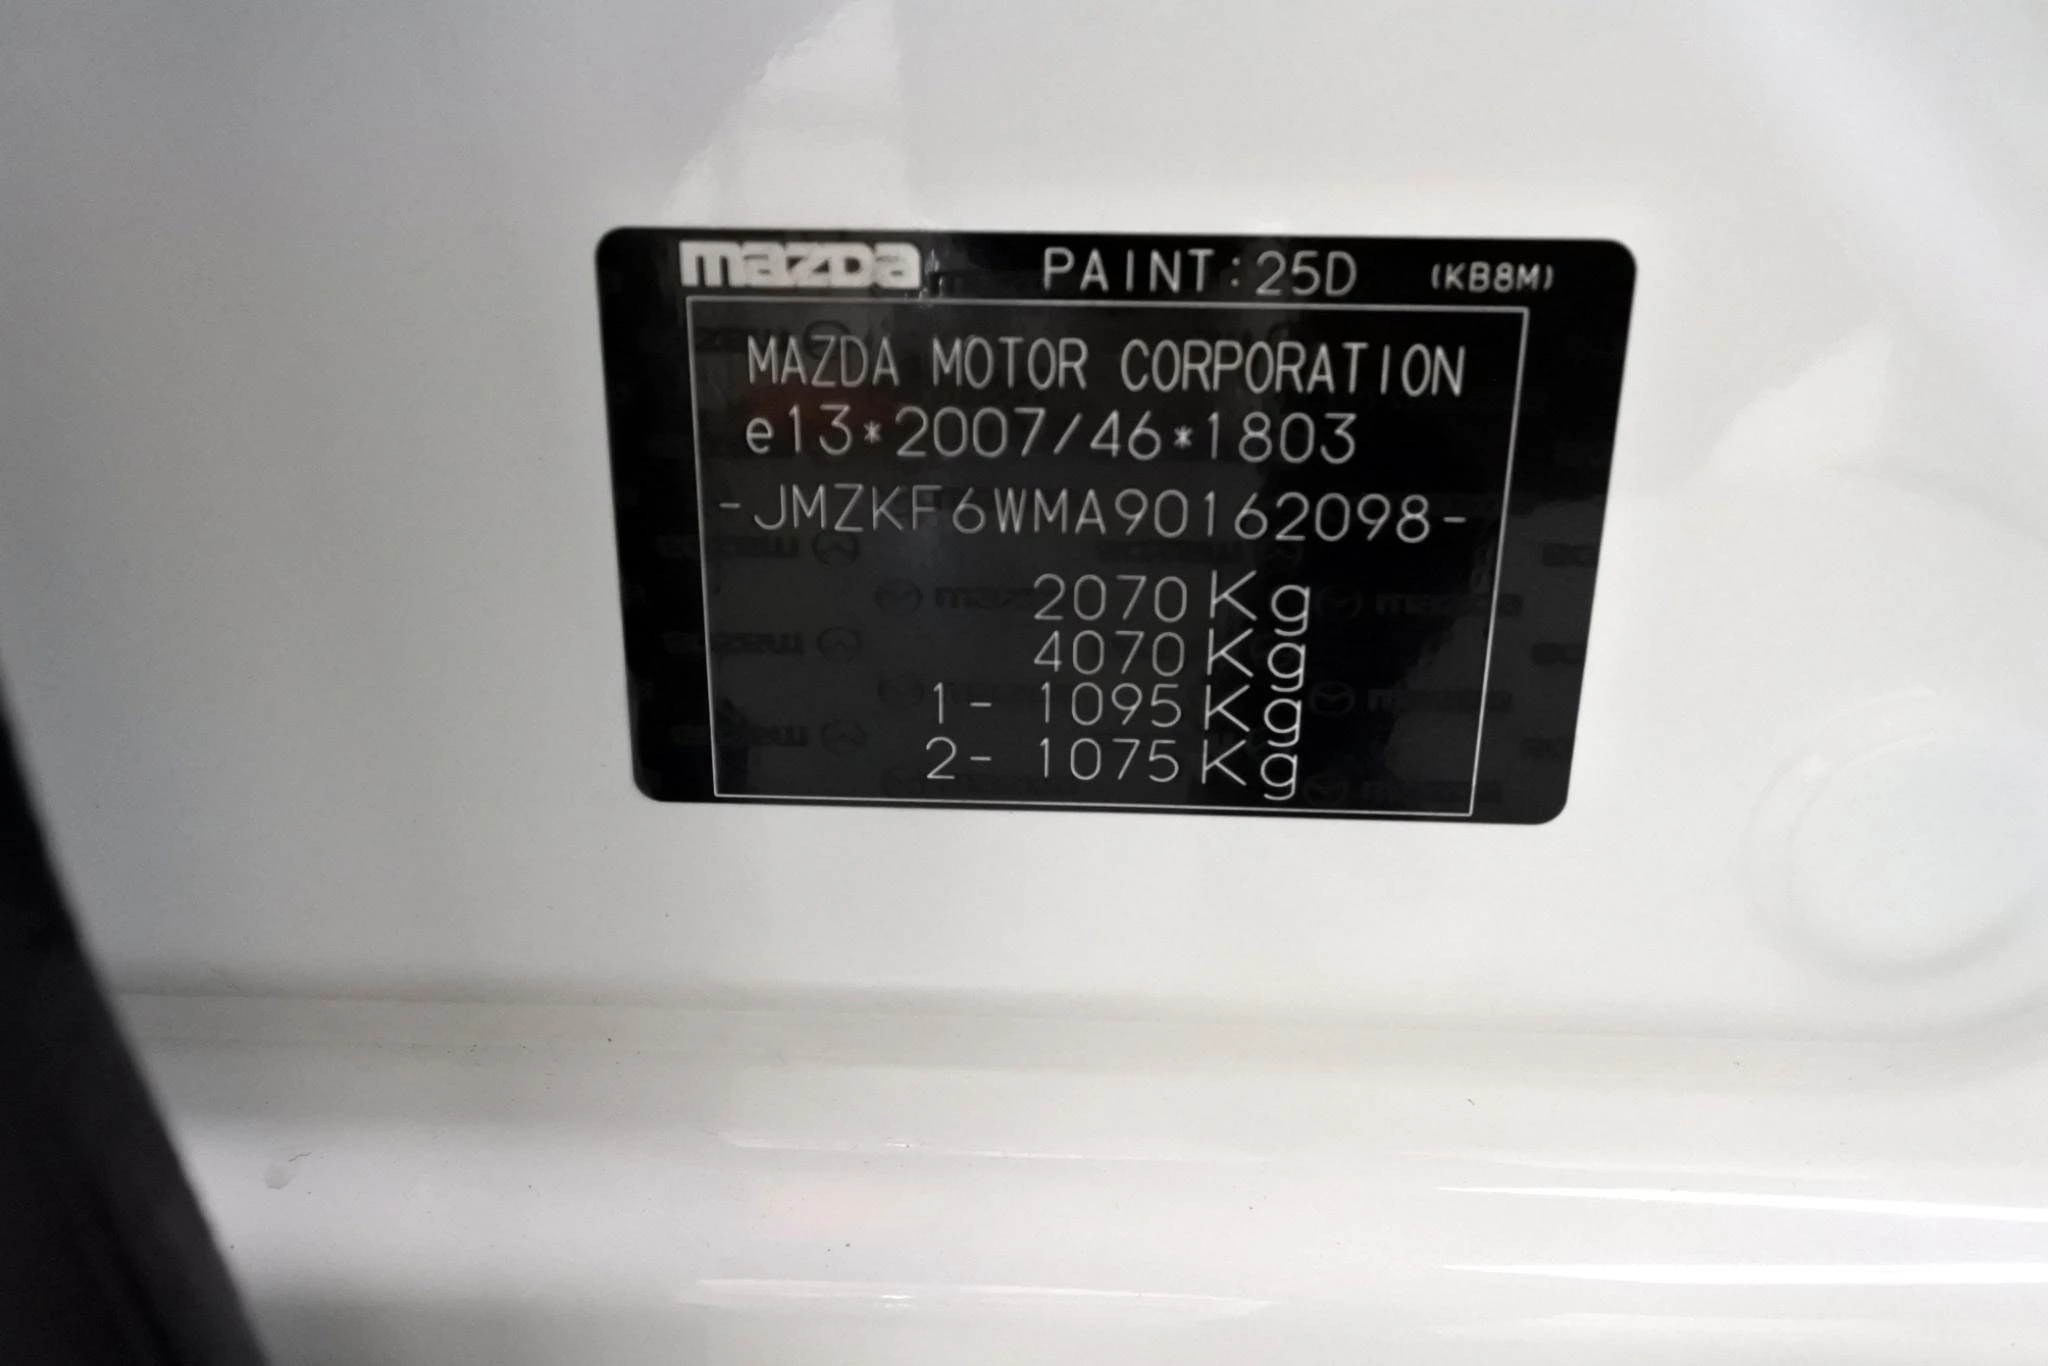 mazda PAINT:25D (KB8M)
MAZDA MOTOR CORPORATION
e13*2007/46*1803
-JMZKF6WMA90162098-
2070Kg
4070Kg
1- 1095Kg
2- 1075Kg